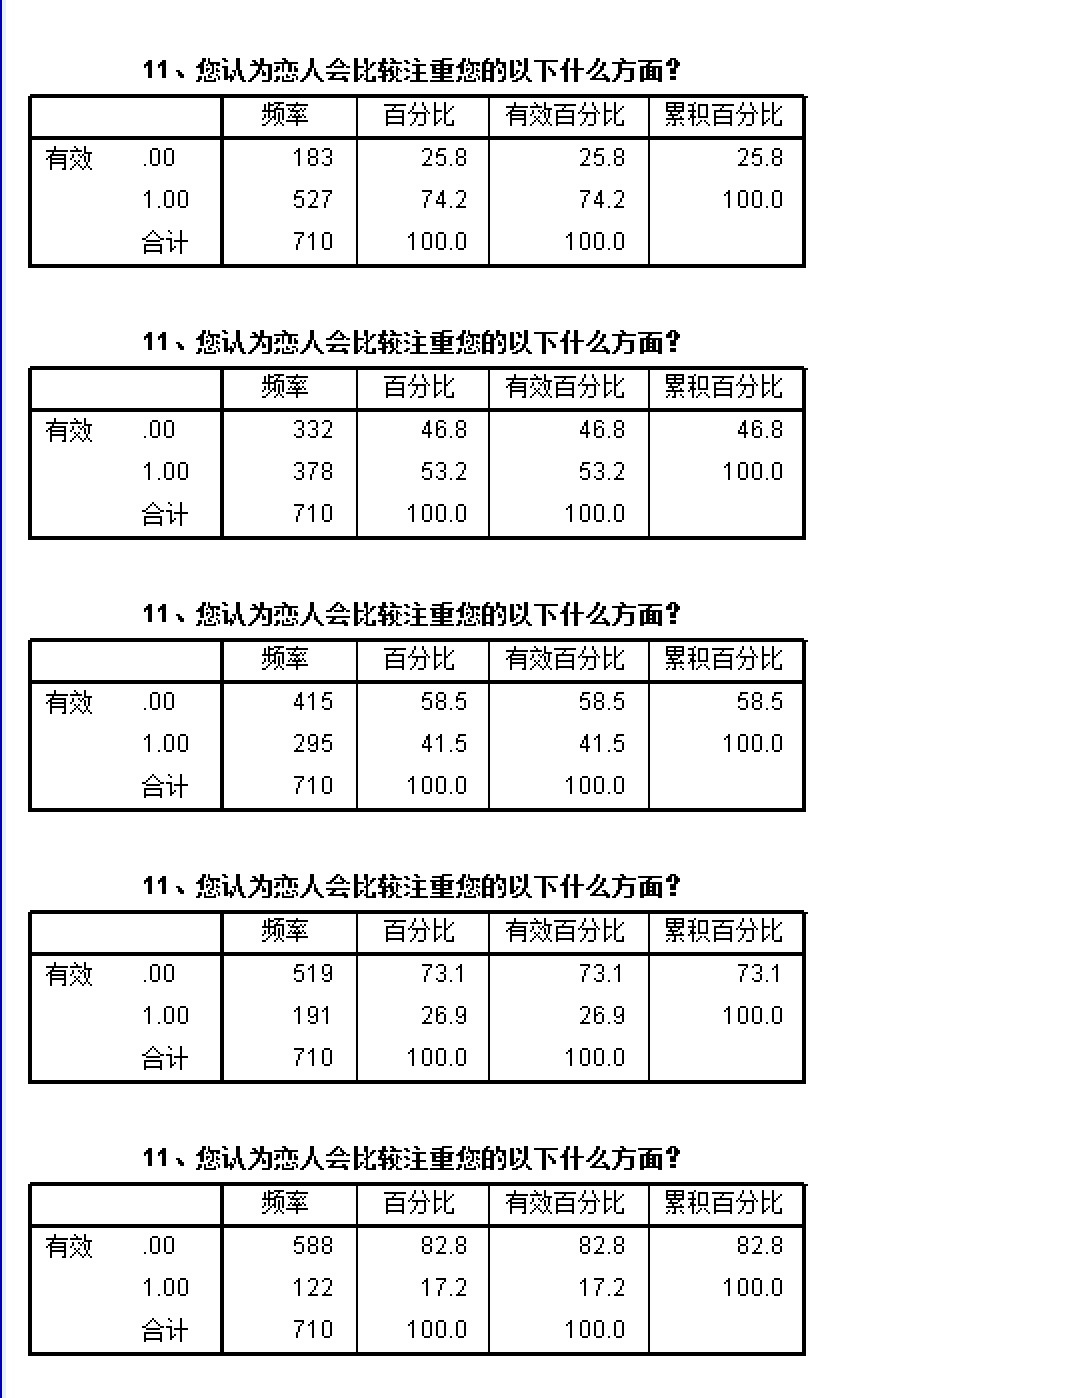 11、您认为恋人会比较注重您的以下什么方面?
频率 百分比 有效百分比 累积百分比
有效 .00 183 25.8 25.8 25.8
1.00 527 74.2 74.2 100.0
合计 710 100.0 100.0
11、您认为恋人会比较注重您的以下什么方面?
频率 百分比 有效百分比 累积百分比
有效 .00 332 46.8 46.8 46.8
1.00 378 53.2 53.2 100.0
合计 710 100.0 100.0
11、您认为恋人会比较注重您的以下什么方面?
频率 百分比 有效百分比 累积百分比
有效 .00 415 58.5 58.5 58.5
1.00 295 41.5 41.5 100.0
合计 710 100.0 100.0
11、您认为恋人会比较注重您的以下什么方面?
频率 百分比 有效百分比 累积百分比
有效 .00 519 73.1 73.1 73.1
1.00 191 26.9 26.9 100.0
合计 710 100.0 100.0
11、您认为恋人会比较注重您的以下什么方面?
频率 百分比 有效百分比 累积百分比
有效 .00 588 82.8 82.8 82.8
1.00 122 17.2 17.2 100.0
合计 710 100.0 100.0